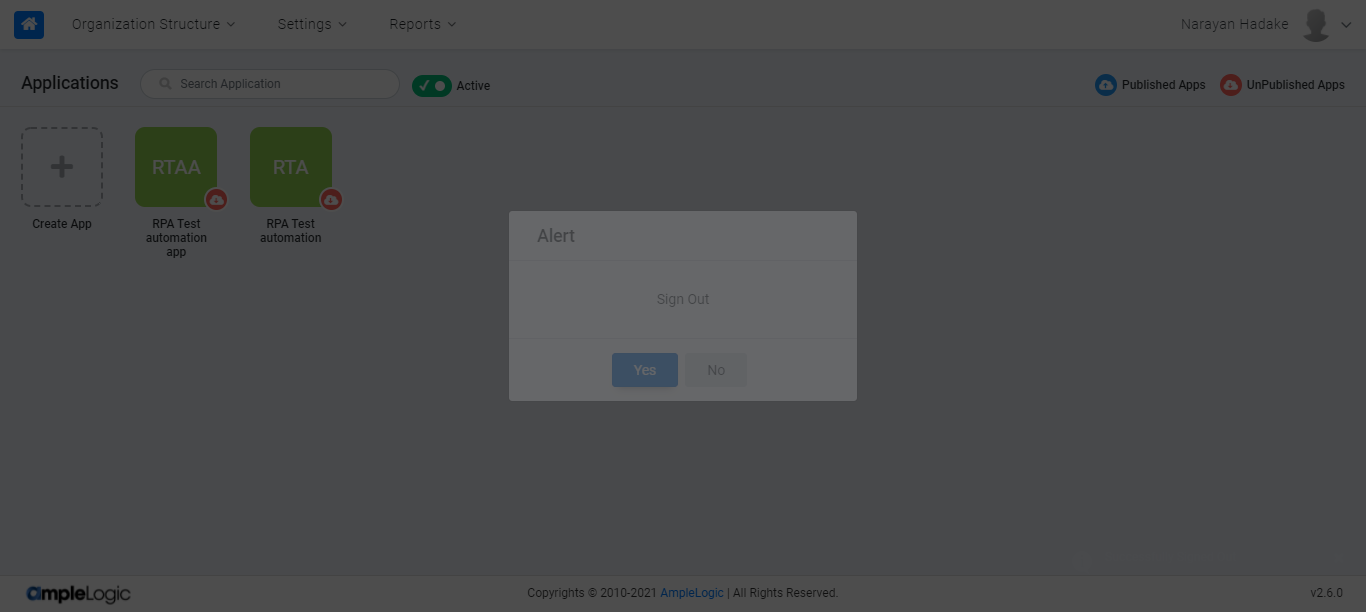 Organization Structure
Settings
Reports
Narayan Hadake
Applications
Search Application
Active
Published Apps
UnPublished Apps
RTAA
RTA
Create App
RPA Test
automation
app
RPA Test
automation
Alert
Sign Out
Yes
No
ampleLogic
Copyrights © 2010-2021 AmpleLogic | All Rights Reserved.
v2.6.0